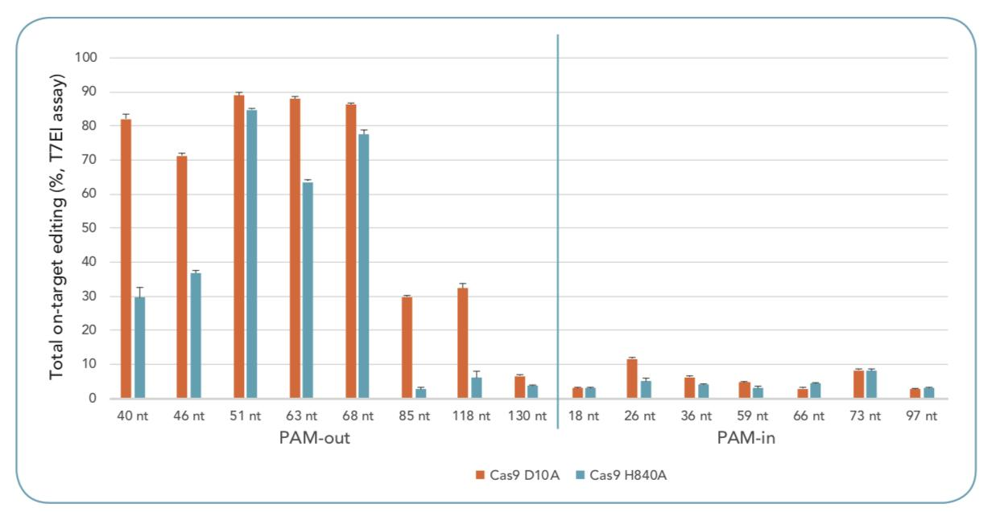 Total on-target editing (%, T7EI assay)
100
90
80
70
60
50
40
30
20
10
0
40 nt 46 nt 51 nt 63 nt 68 nt 85 nt 118 nt 130 nt 18 nt 26 nt 36 nt 59 nt 66 nt 73 nt 97 nt
PAM-out PAM-in
Cas9 D10A Cas9 H840A